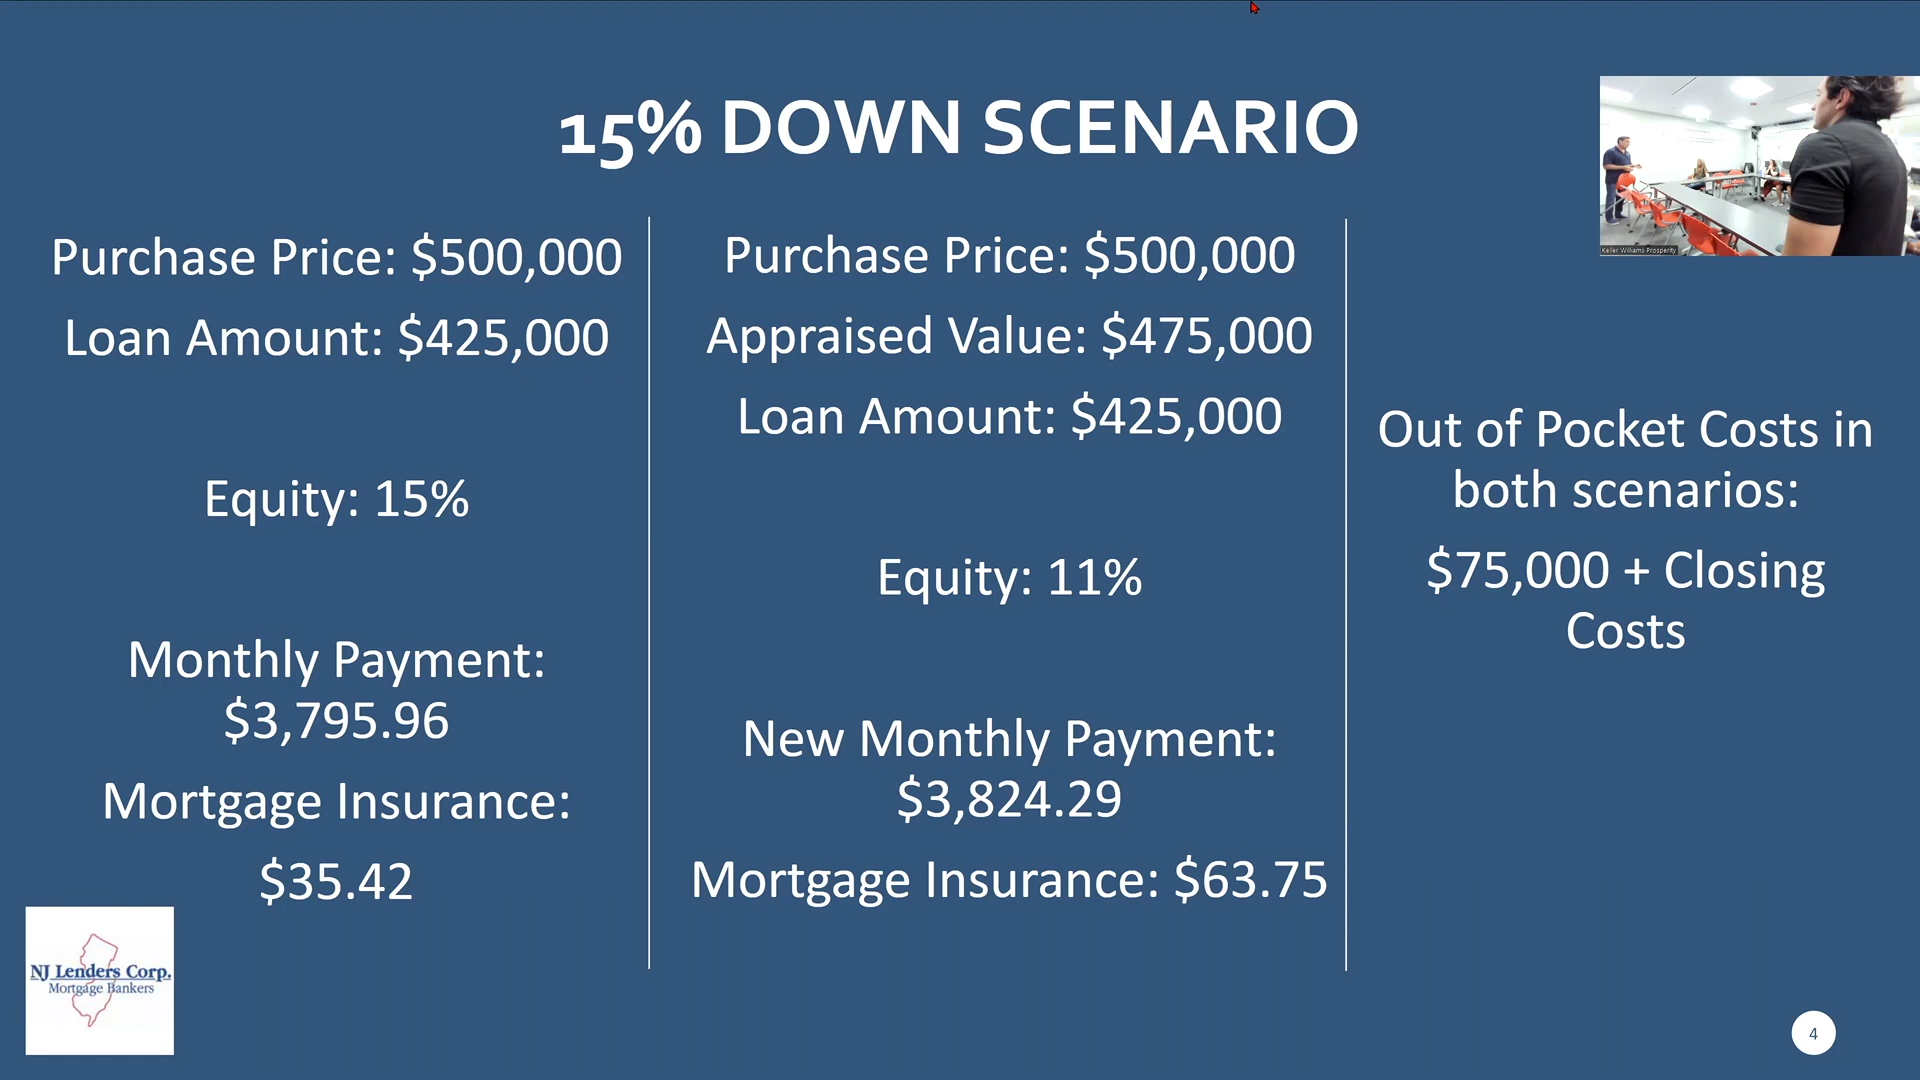 15% DOWN SCENARIO
Purchase Price: $500,000
Loan Amount: $425,000
Equity: 15%
Monthly Payment:
$3,795.96
Mortgage Insurance:
$35.42
Purchase Price: $500,000
Appraised Value: $475,000
Loan Amount: $425,000
Equity: 11%
New Monthly Payment:
$3,824.29
Mortgage Insurance: $63.75
Out of Pocket Costs in
both scenarios:
$75,000 + Closing
Costs
Keller Williams Prosperity
NJ Lenders Corp.
Mortgage Bankers
4